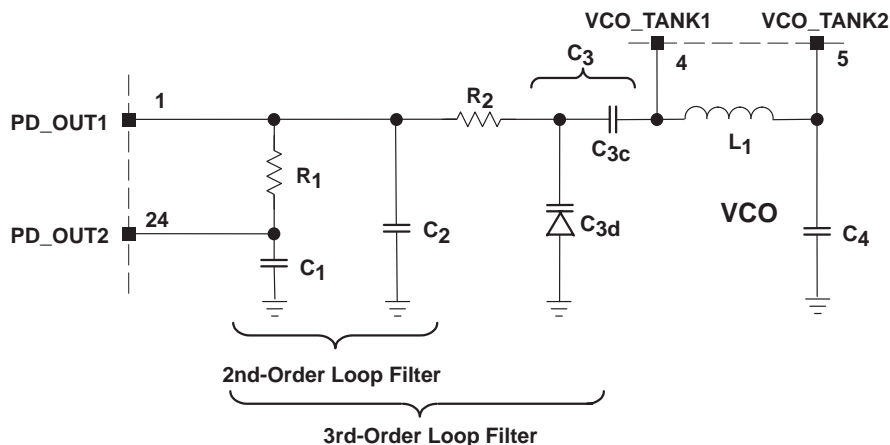 VCO_TANK1 VCO_TANK2
C3
4 5
1
R2
PD_OUT1
C3c
L1
R1
24
VCO
PD_OUT2
C2
C3d
C4
C1
2nd-Order Loop Filter
3rd-Order Loop Filter